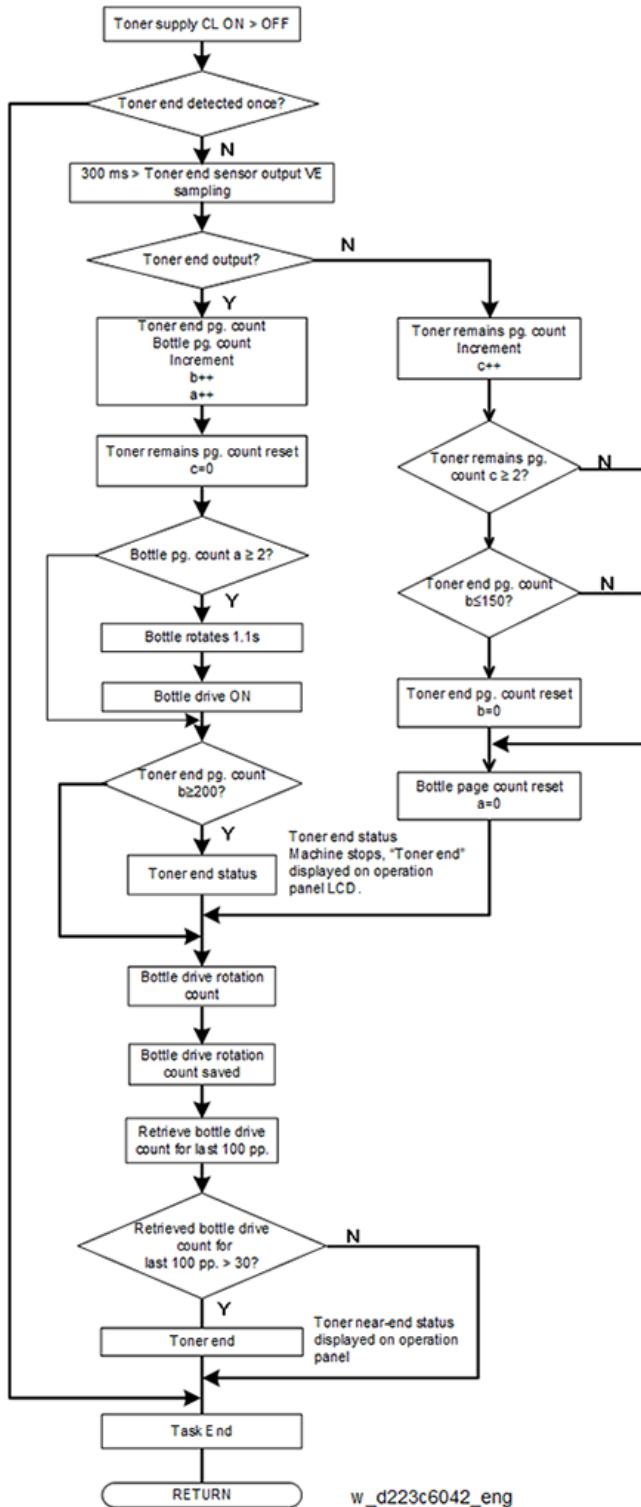 Toner supply CL ON > OFF
Toner end detected once?
N
300 ms > Toner end sensor output VE
sampling
Toner end output?
N
Y
Toner end pg. count
Bottle pg. count
Increment
b++
a++
Toner remains pg. count
Increment
c++
Toner remains pg. count reset
c=0
Toner remains pg.
count c ≥ 2?
N
Bottle pg. count a ≥ 2?
Y
Toner end pg. count
b≤150?
N
Bottle rotates 1.1s
Bottle drive ON
Toner end pg. count reset
b=0
Toner end pg. count
b≥200?
Y
Bottle page count reset
a=0
Toner end status
Toner end status
Machine stops, "Toner end"
displayed on operation
panel LCD.
Bottle drive rotation
count
Bottle drive rotation
count saved
Retrieve bottle drive
count for last 100 pp.
Retrieved bottle drive
count for
last 100 pp. > 30?
N
Y
Toner end
Toner near-end status
displayed on operation
panel
Task End
RETURN
w_d223c6042_eng